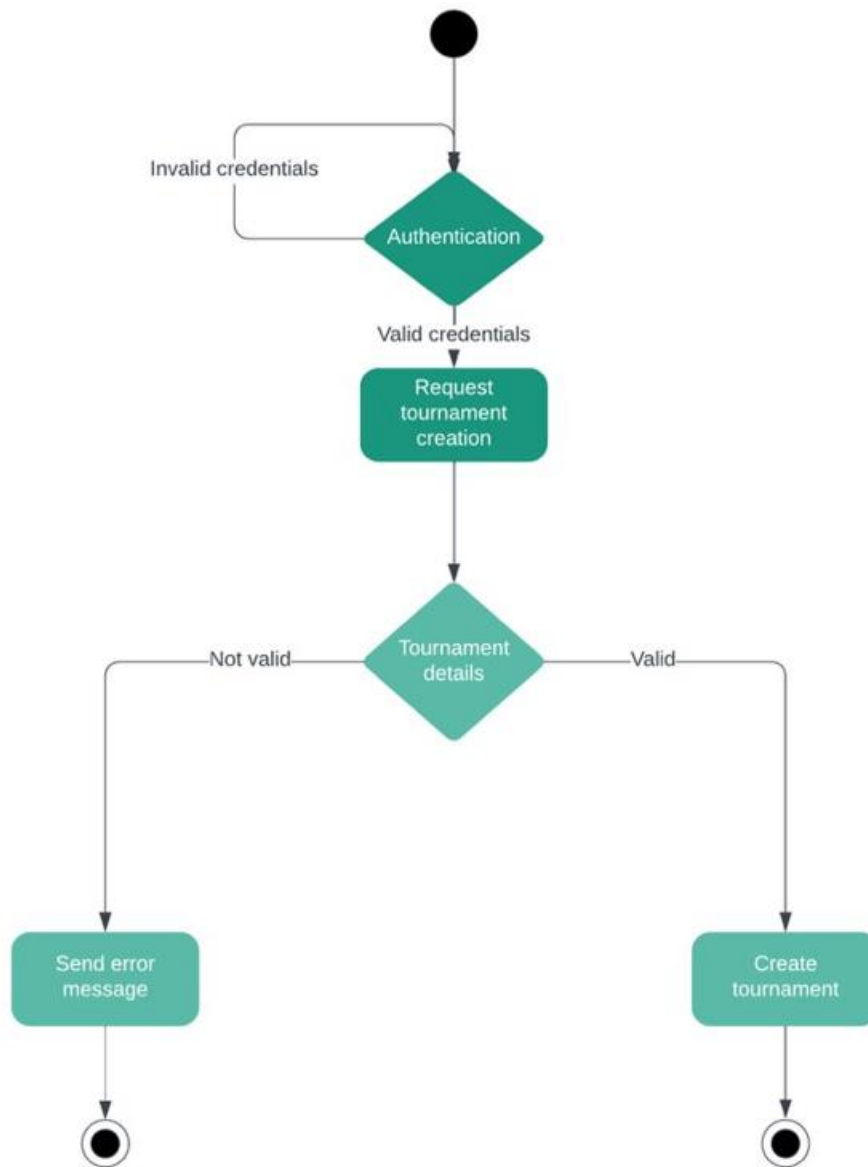 Invalid credentials
Authentication
Valid credentials
Request
tournament
creation
Not valid
Tournament
details
Valid
Send error
message
Create
tournament